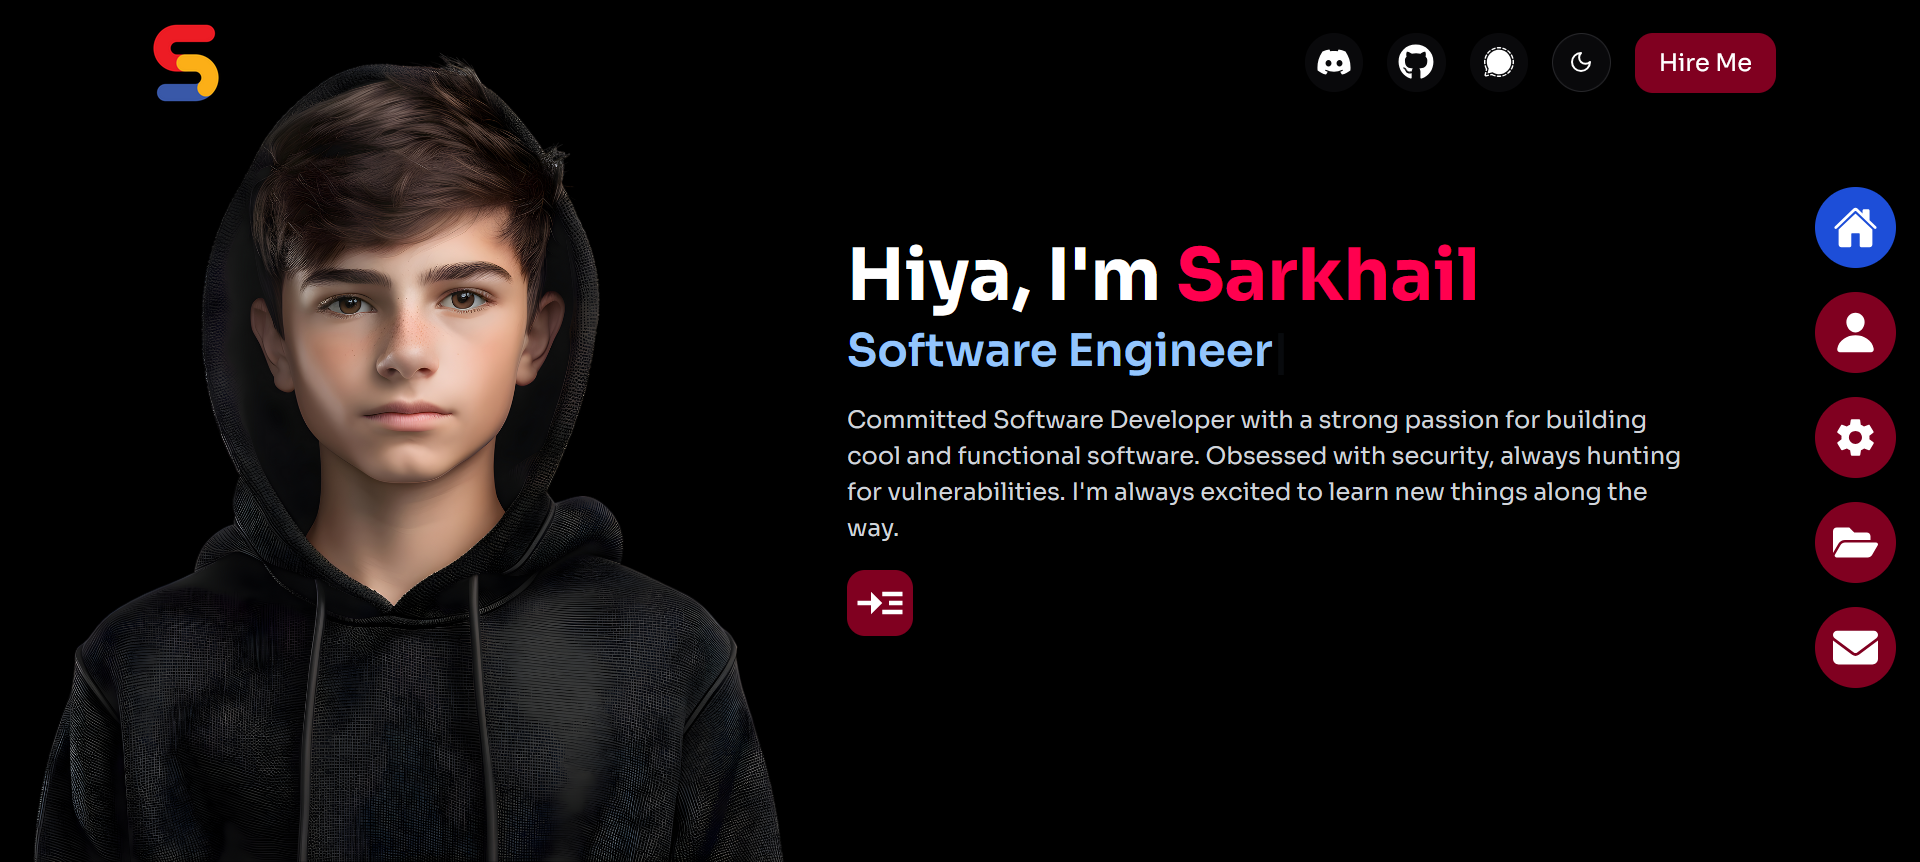 Hire Me
Hiya, I'm Sarkhail
Software Engineer
Committed Software Developer with a strong passion for building
cool and functional software. Obsessed with security, always hunting
for vulnerabilities. I'm always excited to learn new things along the
way.